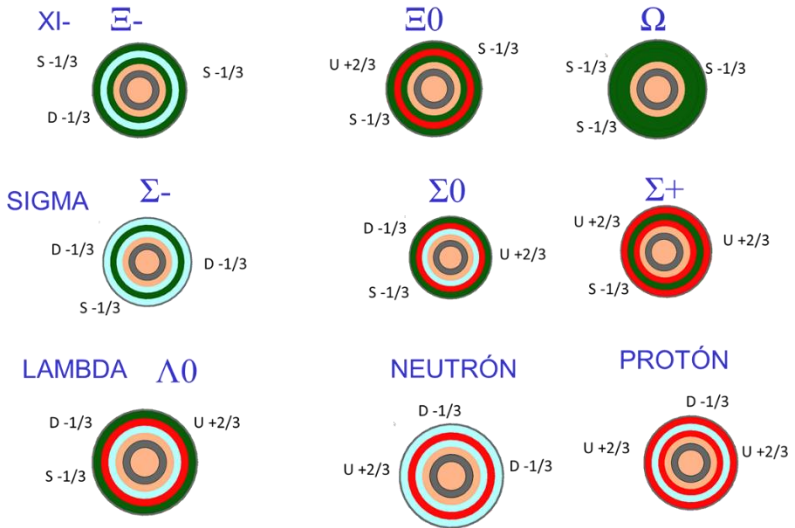 XI- Ξ- Ξ0 Ω
S -1/3 S -1/3 U +2/3 S -1/3 S -1/3 S -1/3
D -1/3 S -1/3 S -1/3
SIGMA Σ- Σ0 Σ+
D -1/3 D -1/3 D -1/3 U +2/3 U +2/3 U +2/3
S -1/3 S -1/3 S -1/3
LAMBDA Λ0 NEUTRÓN PROTÓN
D -1/3 U +2/3 D -1/3 D -1/3
S -1/3 U +2/3 D -1/3 U +2/3 U +2/3